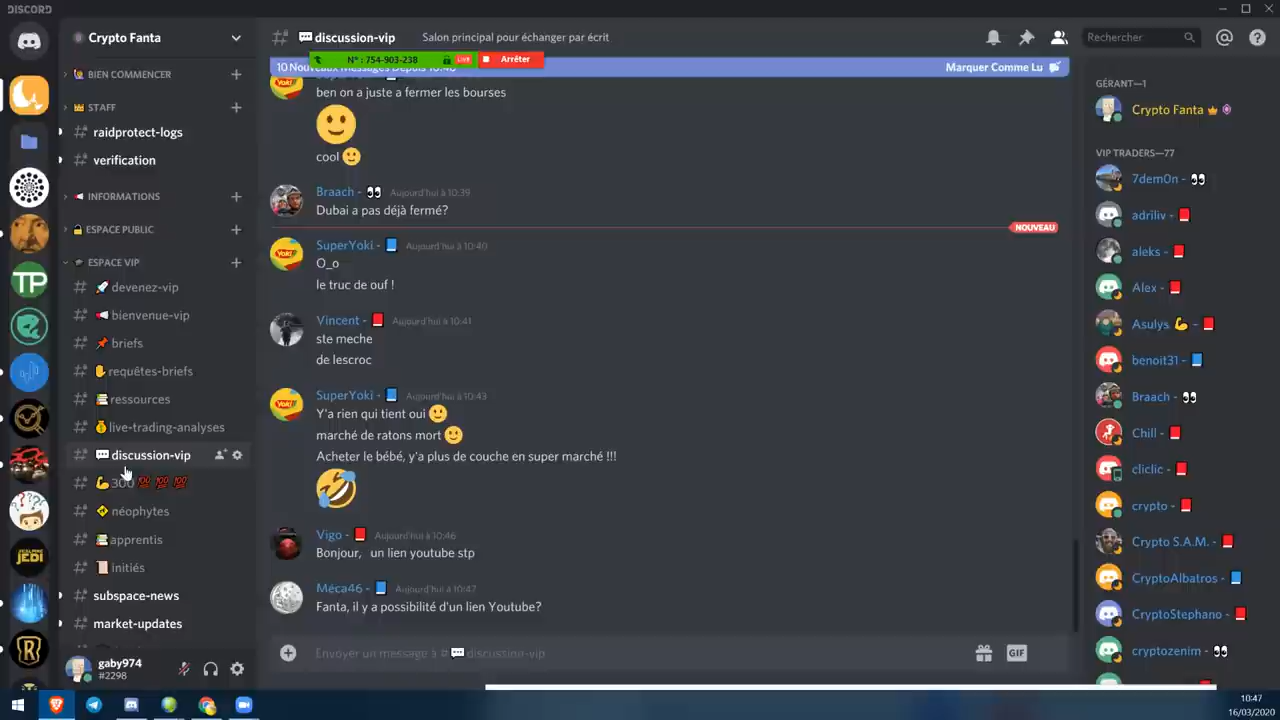 DISCORD
Crypto Fanta
BIEN COMMENCER
STAFF
raidprotect-logs
verification
INFORMATIONS
ESPACE PUBLIC
ESPACE VIP
devenez-vip
bienvenue-vip
briefs
requêtes-briefs
ressources
live-trading-analyses
discussion-vip
300
néophytes
apprentis
initiés
subspace-news
market-updates
gaby974
#2298
discussion-vip
Salon principal pour échanger par écrit
Rechercher
N° : 754-903-238
Live
Arrêter
10 Nouveaux Messages Depuis 10:40
Marquer Comme Lu
ben on a juste a fermer les bourses
cool
Braach - Aujourd'hui à 10:39
Dubai a pas déjà fermé?
NOUVEAU
SuperYoki - Aujourd'hui à 10:40
O_o
le truc de ouf !
Vincent - Aujourd'hui à 10:41
ste meche
de lescroc
SuperYoki - Aujourd'hui à 10:43
Y'a rien qui tient oui
marché de ratons mort
Acheter le bébé, y'a plus de couche en super marché !!!
Vigo - Aujourd'hui à 10:46
Bonjour, un lien youtube stp
Méca46 - Aujourd'hui à 10:47
Fanta, il y a possibilité d'un lien Youtube?
Envoyer un message à # discussion-vip
GIF
GÉRANT—1
Crypto Fanta
VIP TRADERS—77
7dem0n -
adriliv -
aleks -
Alex -
Asulys -
benoit31 -
Braach -
Chill -
cliclic -
crypto -
Crypto S.A.M. -
CryptoAlbatros -
CryptoStephano -
cryptozenim -
10:47
16/03/2020